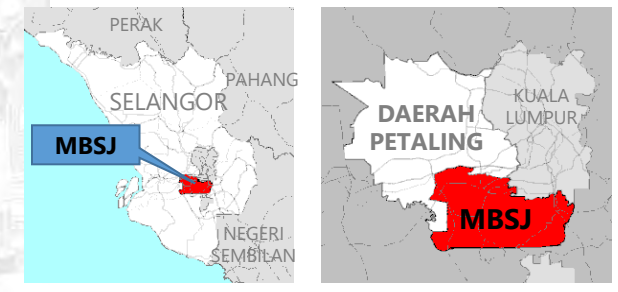 PERAK
PAHANG
SELANGOR
MBSJ
NEGERI
SEMBILAN
DAERAH
PETALING
KUALA
LUMPUR
MBSJ